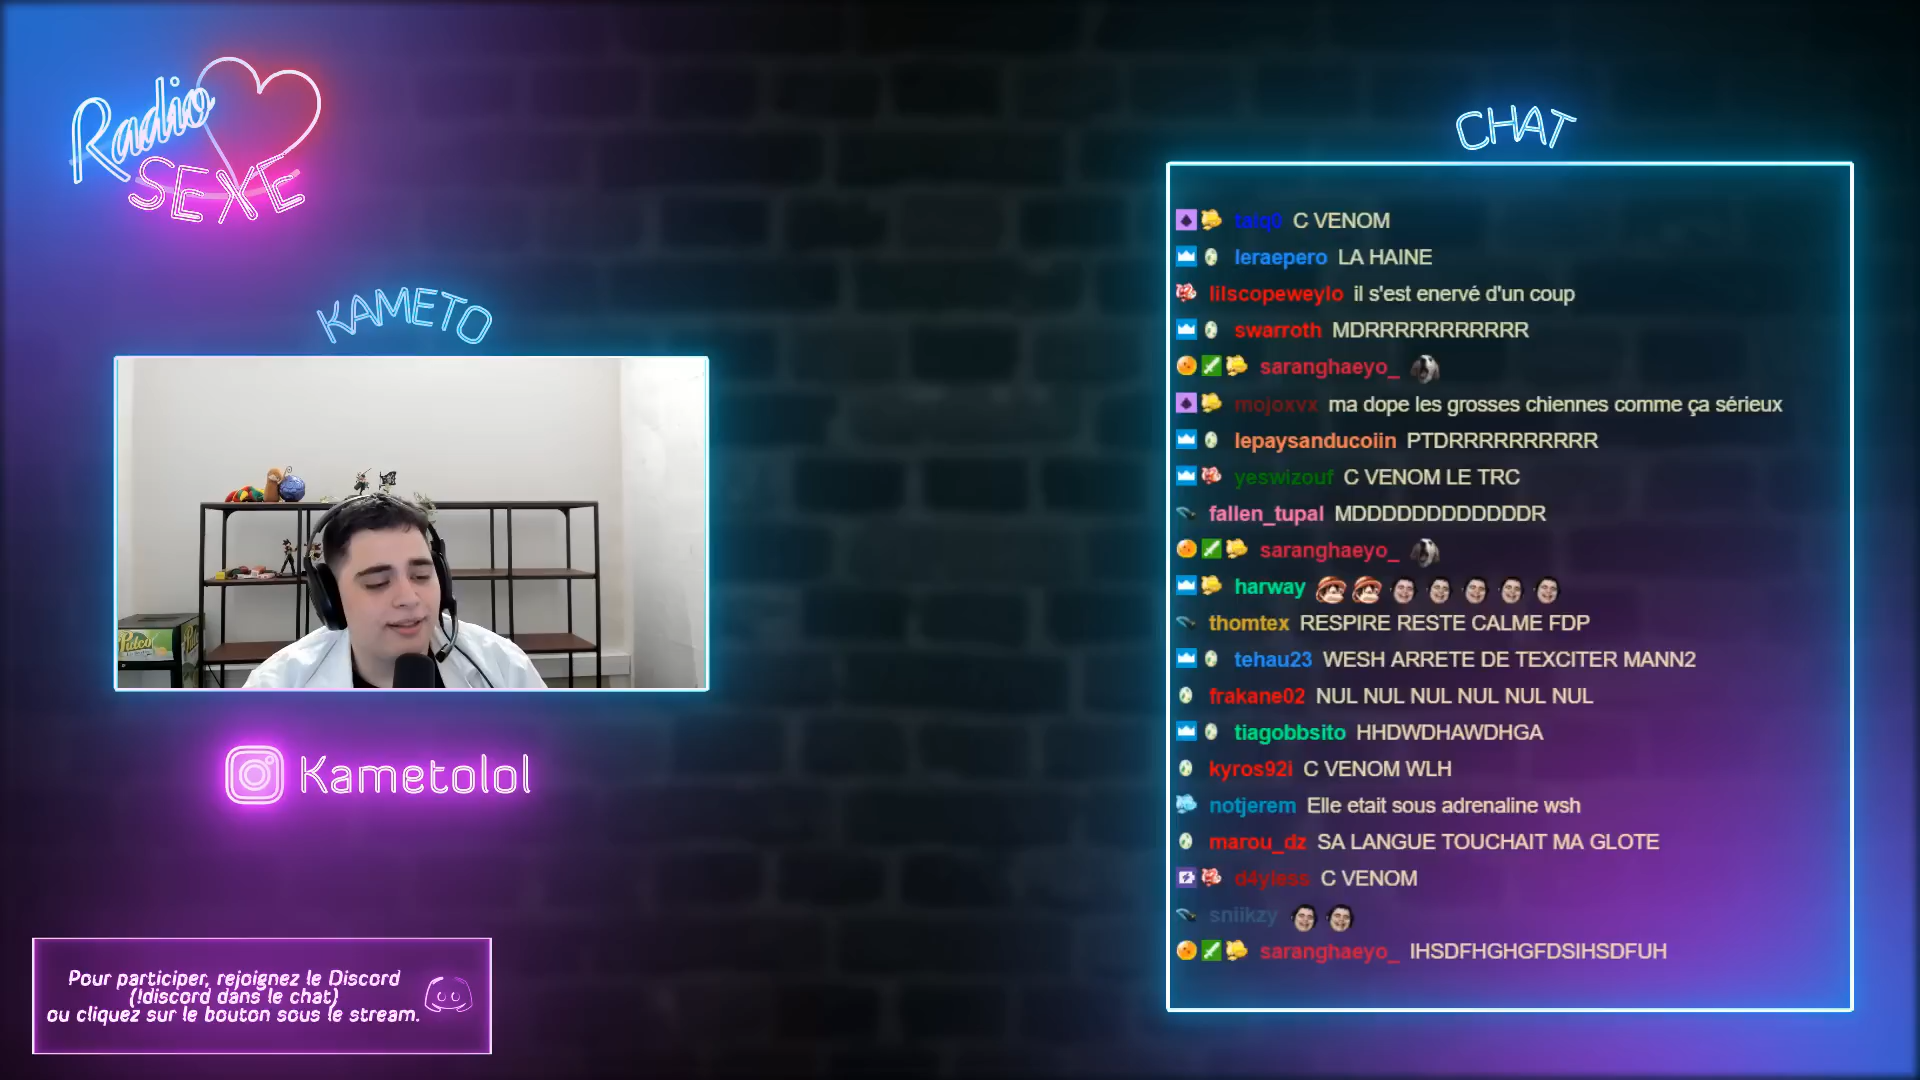 Radio
SEXE
KAMETO
Pulco
Kametolol
Pour participer, rejoignez le Discord
(!discord dans le chat)
ou cliquez sur le bouton sous le stream.
CHAT
talq0 C VENOM
leraepero LA HAINE
lilscopeweylo il s'est enervé d'un coup
swarroth MDRRRRRRRRRRR
saranghaeyo_
mojoxvx ma dope les grosses chiennes comme ça sérieux
lepaysanducoiin PTDRRRRRRRRRR
yeswizouf C VENOM LE TRC
fallen_tupal MDDDDDDDDDDDDR
saranghaeyo_
harway
thomtex RESPIRE RESTE CALME FDP
tehau23 WESH ARRETE DE TEXCITER MANN2
frakane02 NUL NUL NUL NUL NUL NUL
tiagobbsito HHDWDHAWDHGA
kyros92i C VENOM WLH
notjerem Elle etait sous adrenaline wsh
marou_dz SA LANGUE TOUCHAIT MA GLOTE
d4yless C VENOM
sniikzy
saranghaeyo_ IHSDFHGHGFDSIHSDFUH